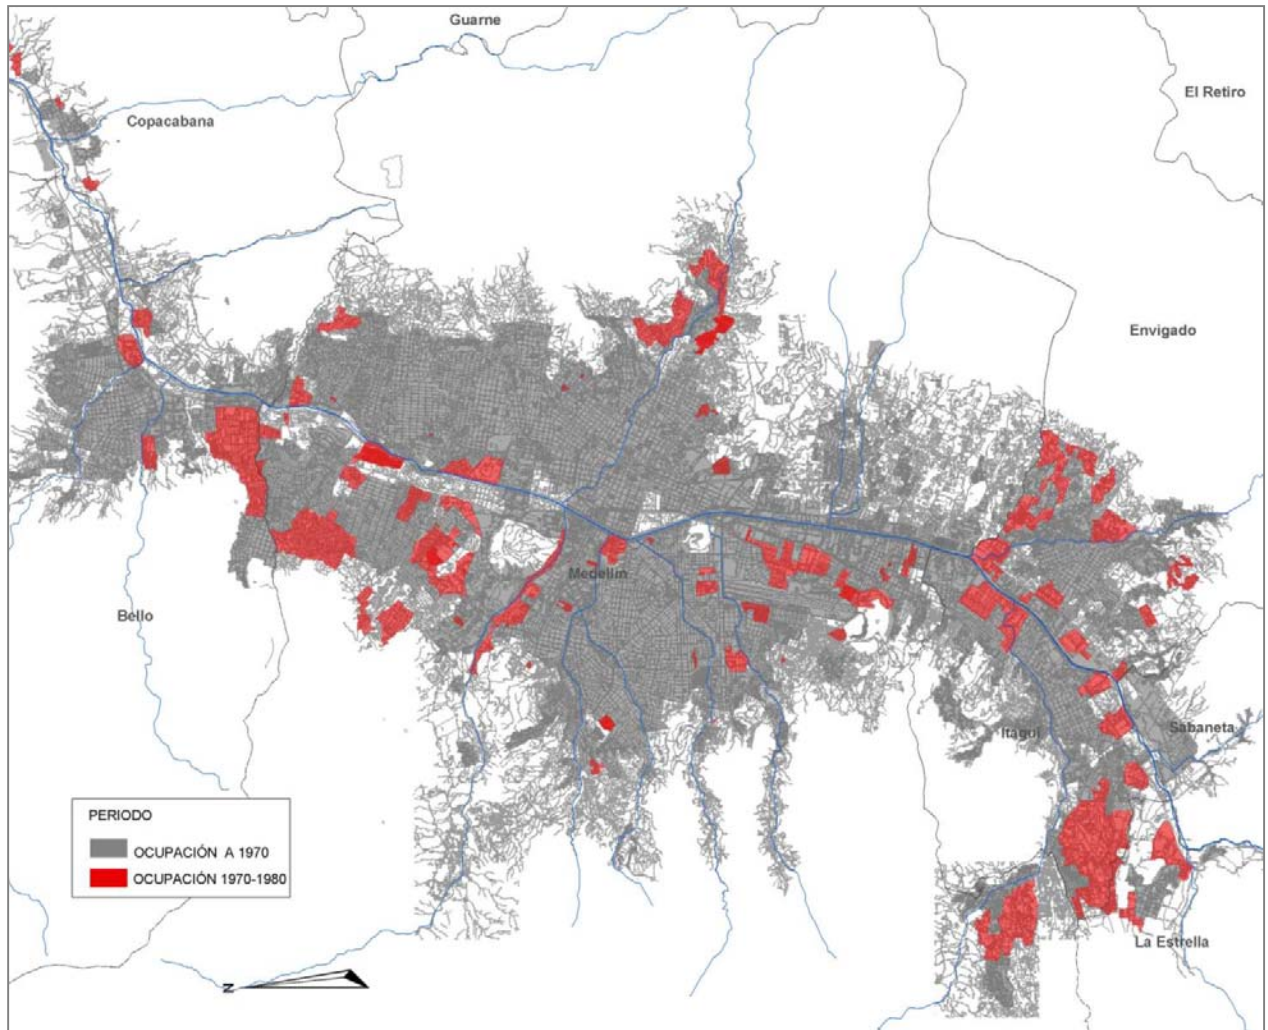 Guarne
El Retiro
Copacabana
Envigado
Medellín
Bello
Sabaneta
Itagüí
PERIODO
OCUPACIÓN A 1970
OCUPACIÓN 1970-1980
La Estrella
N